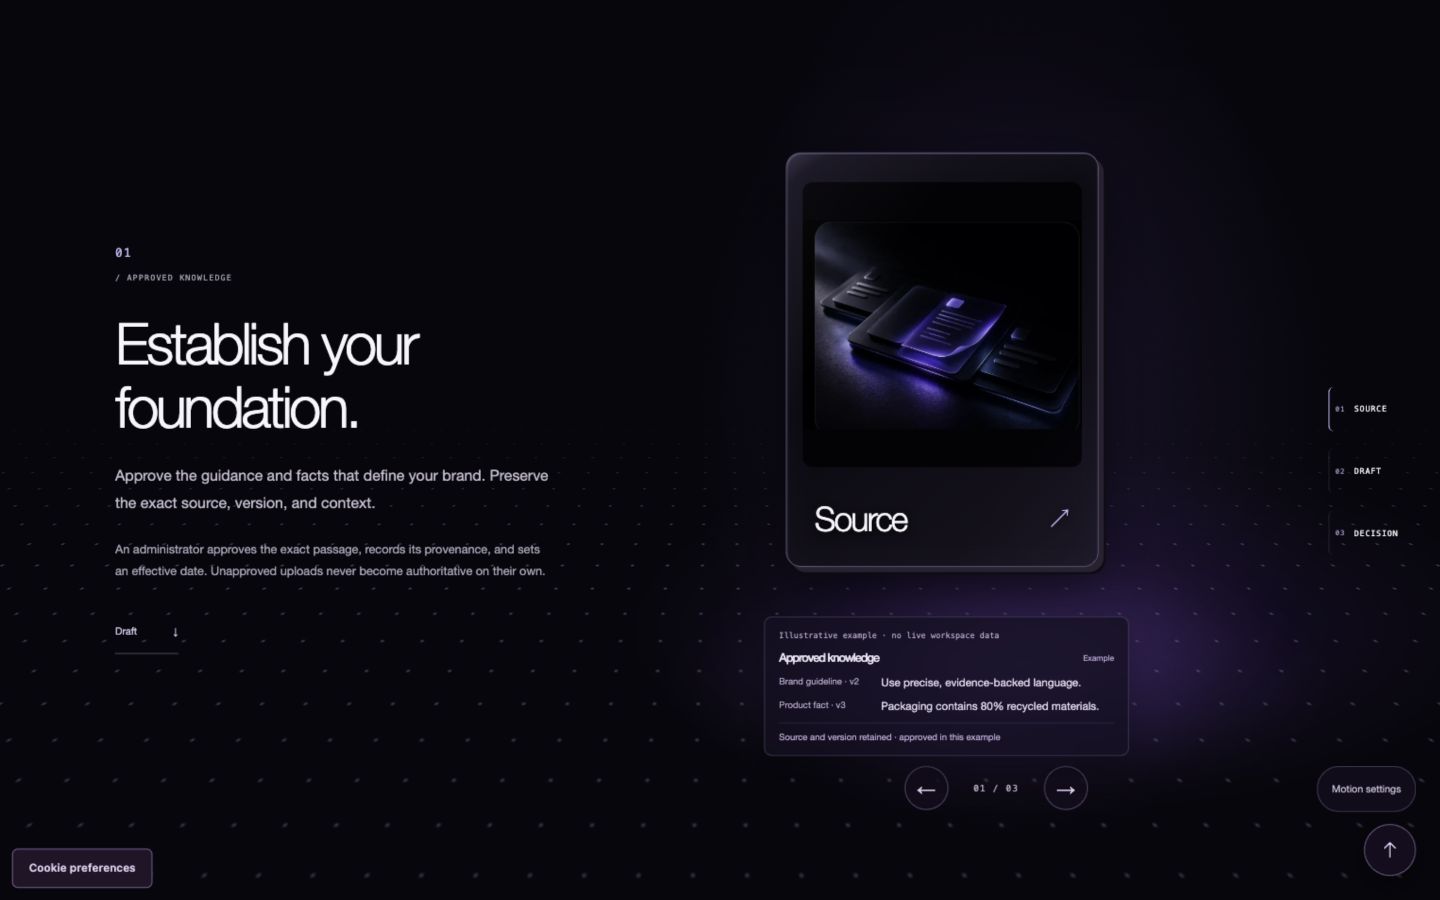 01
/ APPROVED KNOWLEDGE
Establish your
foundation.
Approve the guidance and facts that define your brand. Preserve
the exact source, version, and context.
An administrator approves the exact passage, records its provenance, and sets
an effective date. Unapproved uploads never become authoritative on their own.
Draft ↓
Source
Illustrative example · no live workspace data
Approved knowledge Example
Brand guideline · v2 Use precise, evidence-backed language.
Product fact · v3 Packaging contains 80% recycled materials.
Source and version retained · approved in this example
← 01 / 03 →
01 SOURCE
02 DRAFT
03 DECISION
Motion settings
Cookie preferences